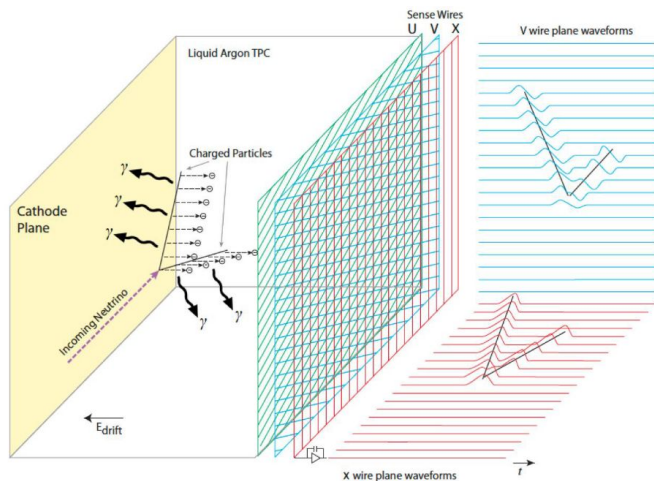 Sense Wires
U V X
V wire plane waveforms
Liquid Argon TPC
Charged Particles
γ
γ
γ
Cathode
Plane
γ
γ
Incoming Neutrino
Edrift
X wire plane waveforms
t